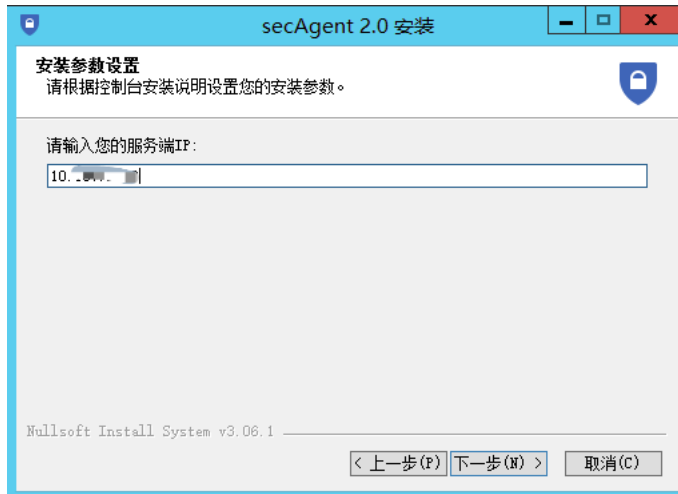 secAgent 2.0 安装
安装参数设置
请根据控制台安装说明设置您的安装参数。
请输入您的服务端IP:
10.
Nullsoft Install System v3.06.1
< 上一步(P) 下一步(N) > 取消(C)